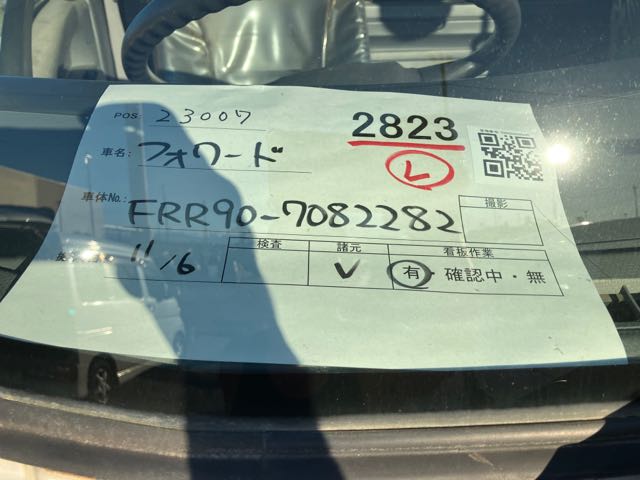 POS: 23007
2823
レ
車名: フォワード
車体No.: FRR90-7082282
撮影
11/6
検査 諸元 看板作業
V 有・確認中・無